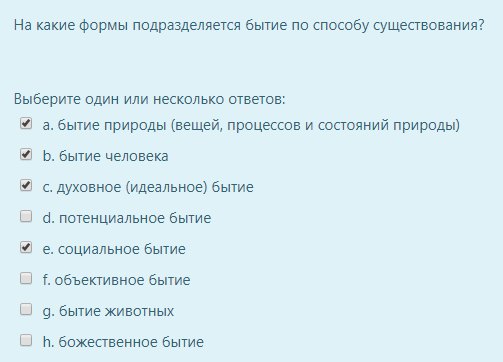 На какие формы подразделяется бытие по способу существования?
Выберите один или несколько ответов:
a. бытие природы (вещей, процессов и состояний природы)
b. бытие человека
c. духовное (идеальное) бытие
d. потенциальное бытие
e. социальное бытие
f. объективное бытие
g. бытие животных
h. божественное бытие